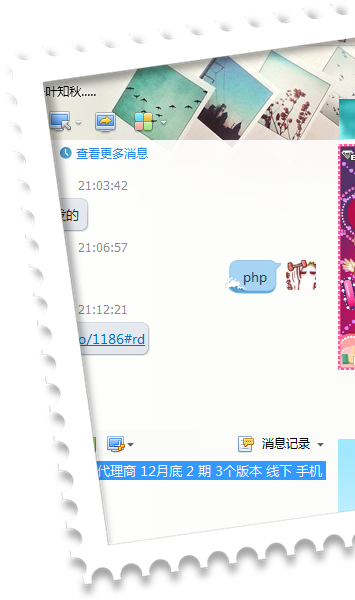 叶知秋.....
查看更多消息
21:03:42
的
21:06:57
php
21:12:21
o/1186#rd
消息记录
代理商 12月底 2 期 3个版本 线下 手机